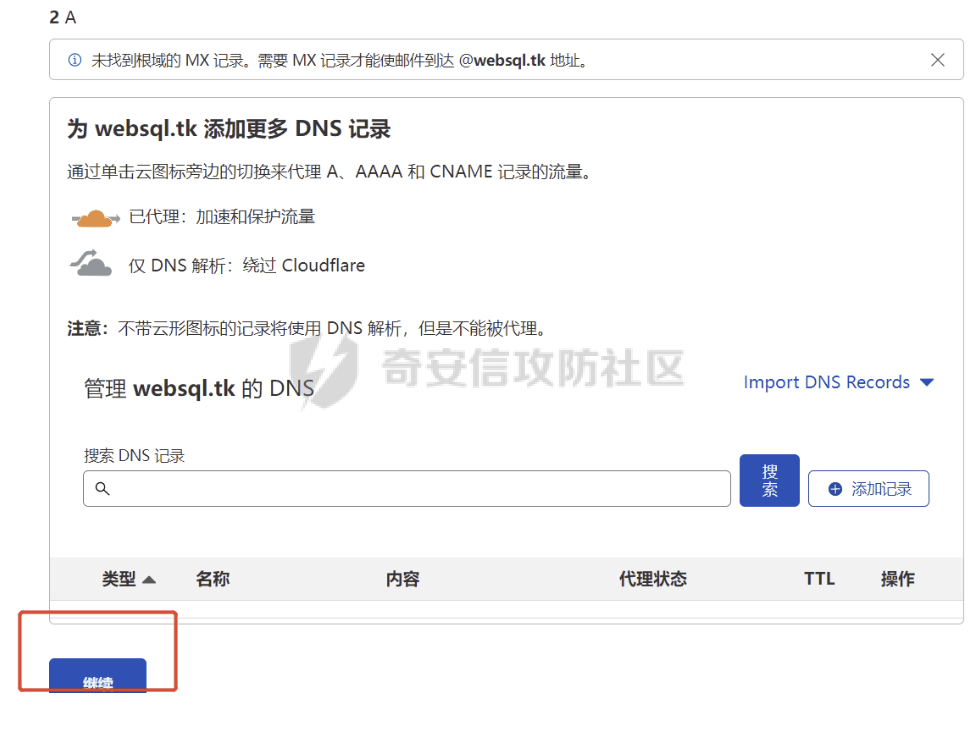 2 A
未找到根域的 MX 记录。需要 MX 记录才能使邮件到达 @websql.tk 地址。
为 websql.tk 添加更多 DNS 记录
通过单击云图标旁边的切换来代理 A、AAAA 和 CNAME 记录的流量。
已代理：加速和保护流量
仅 DNS 解析：绕过 Cloudflare
注意：不带云形图标的记录将使用 DNS 解析，但是不能被代理。
奇安信攻防社区
管理 websql.tk 的 DNS
Import DNS Records
搜索 DNS 记录
搜索
添加记录
类型 名称 内容 代理状态 TTL 操作
继续